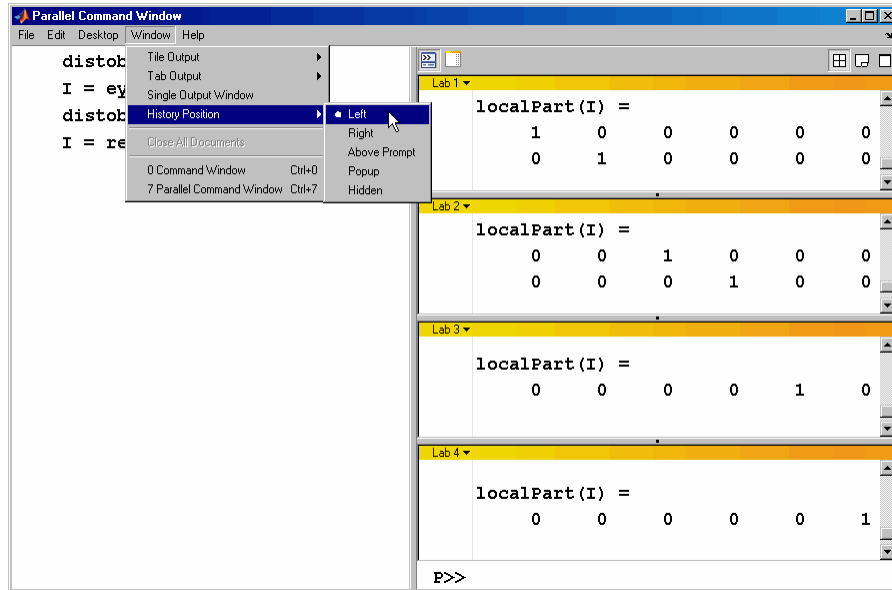 Parallel Command Window
File Edit Desktop Window Help
distob
I = ey
distob
I = re
Tile Output
Tab Output
Single Output Window
History Position
Close All Documents
0 Command Window Ctrl+0
7 Parallel Command Window Ctrl+7
Left
Right
Above Prompt
Popup
Hidden
Lab 1
localPart(I) =
1 0 0 0 0 0
0 1 0 0 0 0
Lab 2
localPart(I) =
0 0 1 0 0 0
0 0 0 1 0 0
Lab 3
localPart(I) =
0 0 0 0 1 0
Lab 4
localPart(I) =
0 0 0 0 0 1
P>>